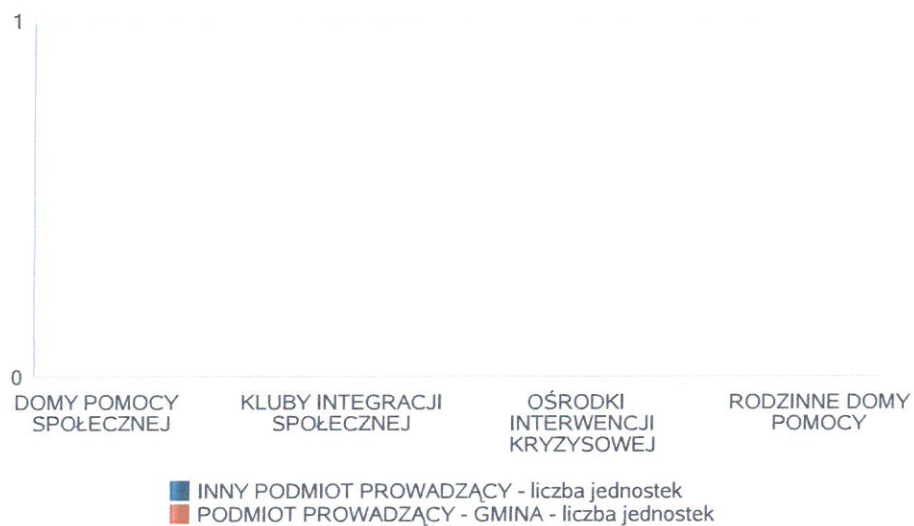 1
0
DOMY POMOCY
SPOŁECZNEJ
KLUBY INTEGRACJI
SPOŁECZNEJ
OŚRODKI
INTERWENCJI
KRYZYSOWEJ
RODZINNE DOMY
POMOCY
INNY PODMIOT PROWADZĄCY - liczba jednostek
PODMIOT PROWADZĄCY - GMINA - liczba jednostek